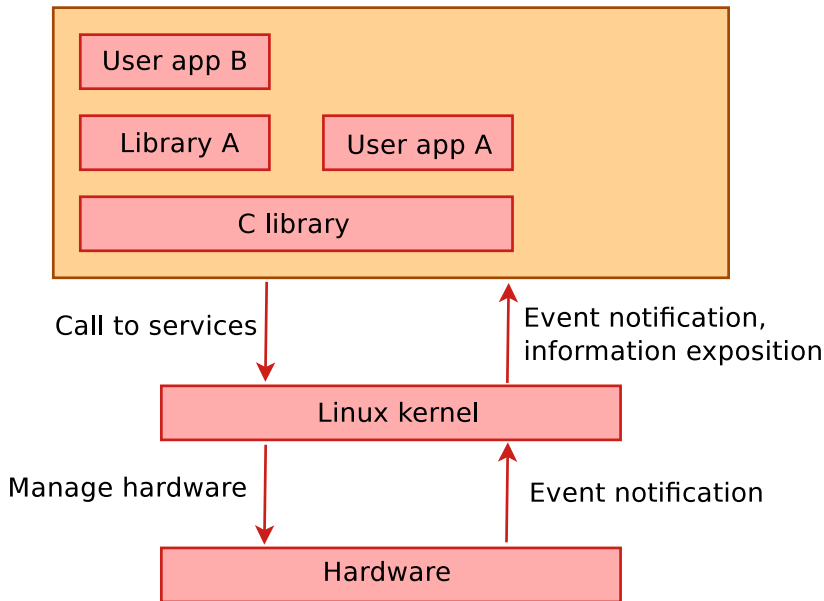 User app B
Library A
User app A
C library
Call to services
Event notification,
information exposition
Linux kernel
Manage hardware
Event notification
Hardware